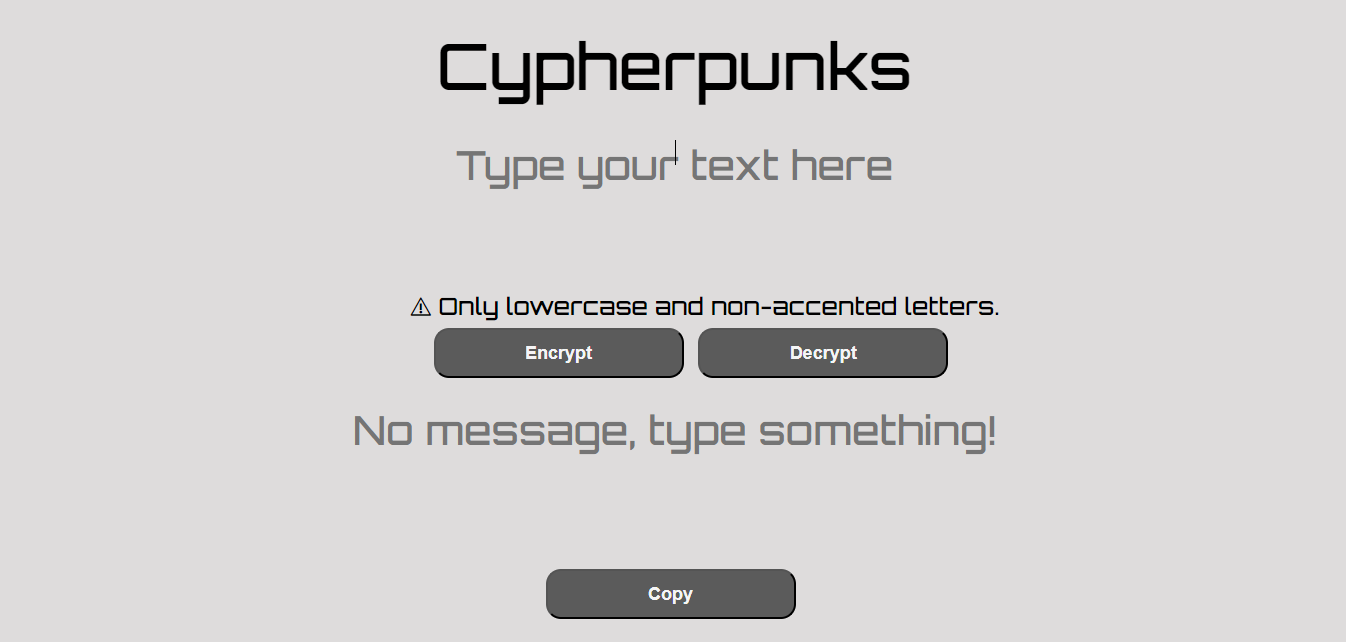 Cypherpunks
Type your text here
⚠ Only lowercase and non-accented letters.
Encrypt Decrypt
No message, type something!
Copy